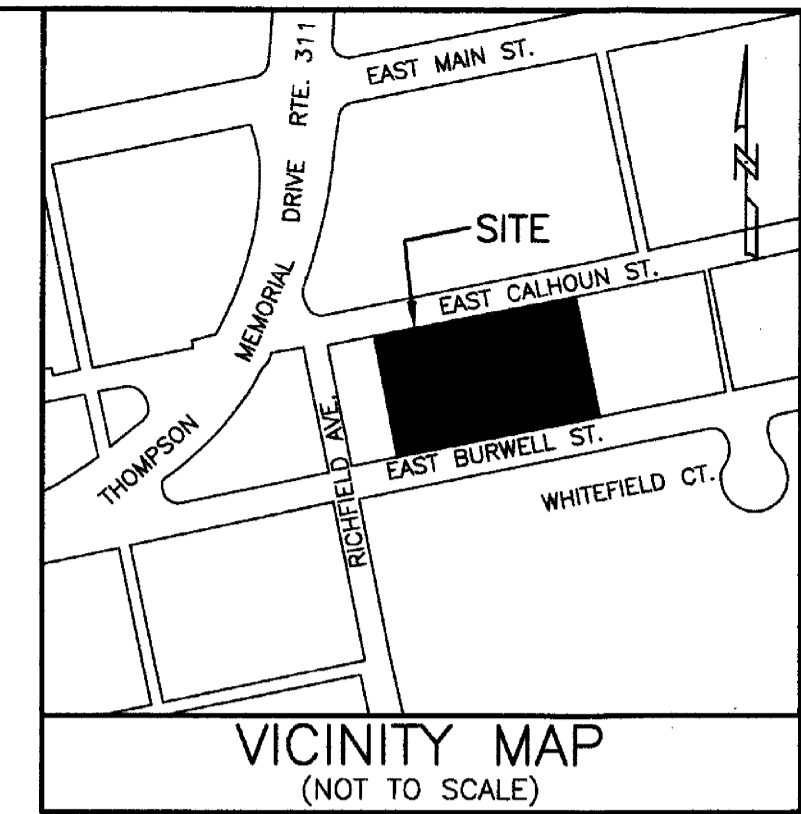 EAST MAIN ST.
THOMPSON MEMORIAL DRIVE RTE. 311
N
SITE
EAST CALHOUN ST.
RICHFIELD AVE.
EAST BURWELL ST.
WHITEFIELD CT.
VICINITY MAP
(NOT TO SCALE)